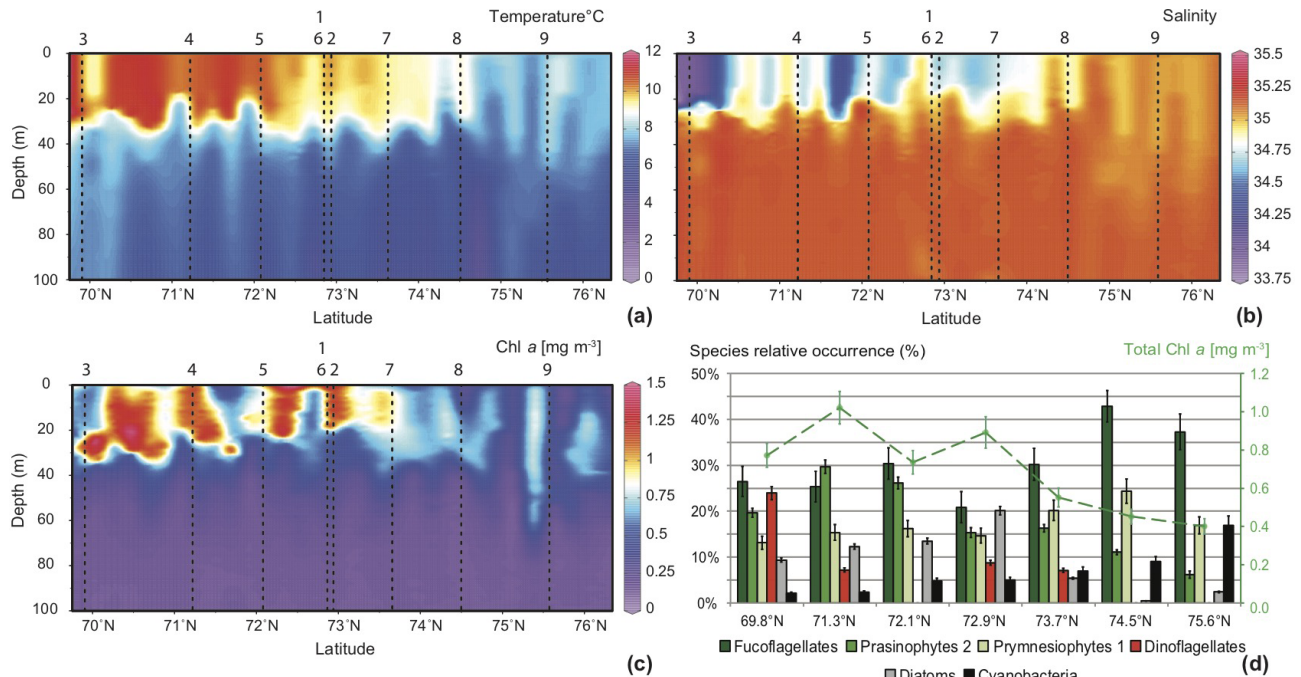 Temperature°C
1
3 4 5 6 2 7 8 9
0
20
40
60
80
100
Depth (m)
12
10
8
6
4
2
0
70°N 71°N 72°N 73°N 74°N 75°N 76°N
Latitude
(a)
Salinity
1
3 4 5 6 2 7 8 9
35.5
35.25
35
34.75
34.5
34.25
34
33.75
70°N 71°N 72°N 73°N 74°N 75°N 76°N
Latitude
(b)
Chl a [mg m-3]
1
3 4 5 6 2 7 8 9
0
20
40
60
80
100
Depth (m)
1.5
1.25
1
0.75
0.5
0.25
0
70°N 71°N 72°N 73°N 74°N 75°N 76°N
Latitude
(c)
Species relative occurrence (%)
Total Chl a [mg m-3]
50%
40%
30%
20%
10%
0%
1.2
1.0
0.8
0.6
0.4
0.2
0.0
69.8°N 71.3°N 72.1°N 72.9°N 73.7°N 74.5°N 75.6°N
Fucoflagellates Prasinophytes 2 Prymnesiophytes 1 Dinoflagellates
Diatoms Cyanobacteria
(d)